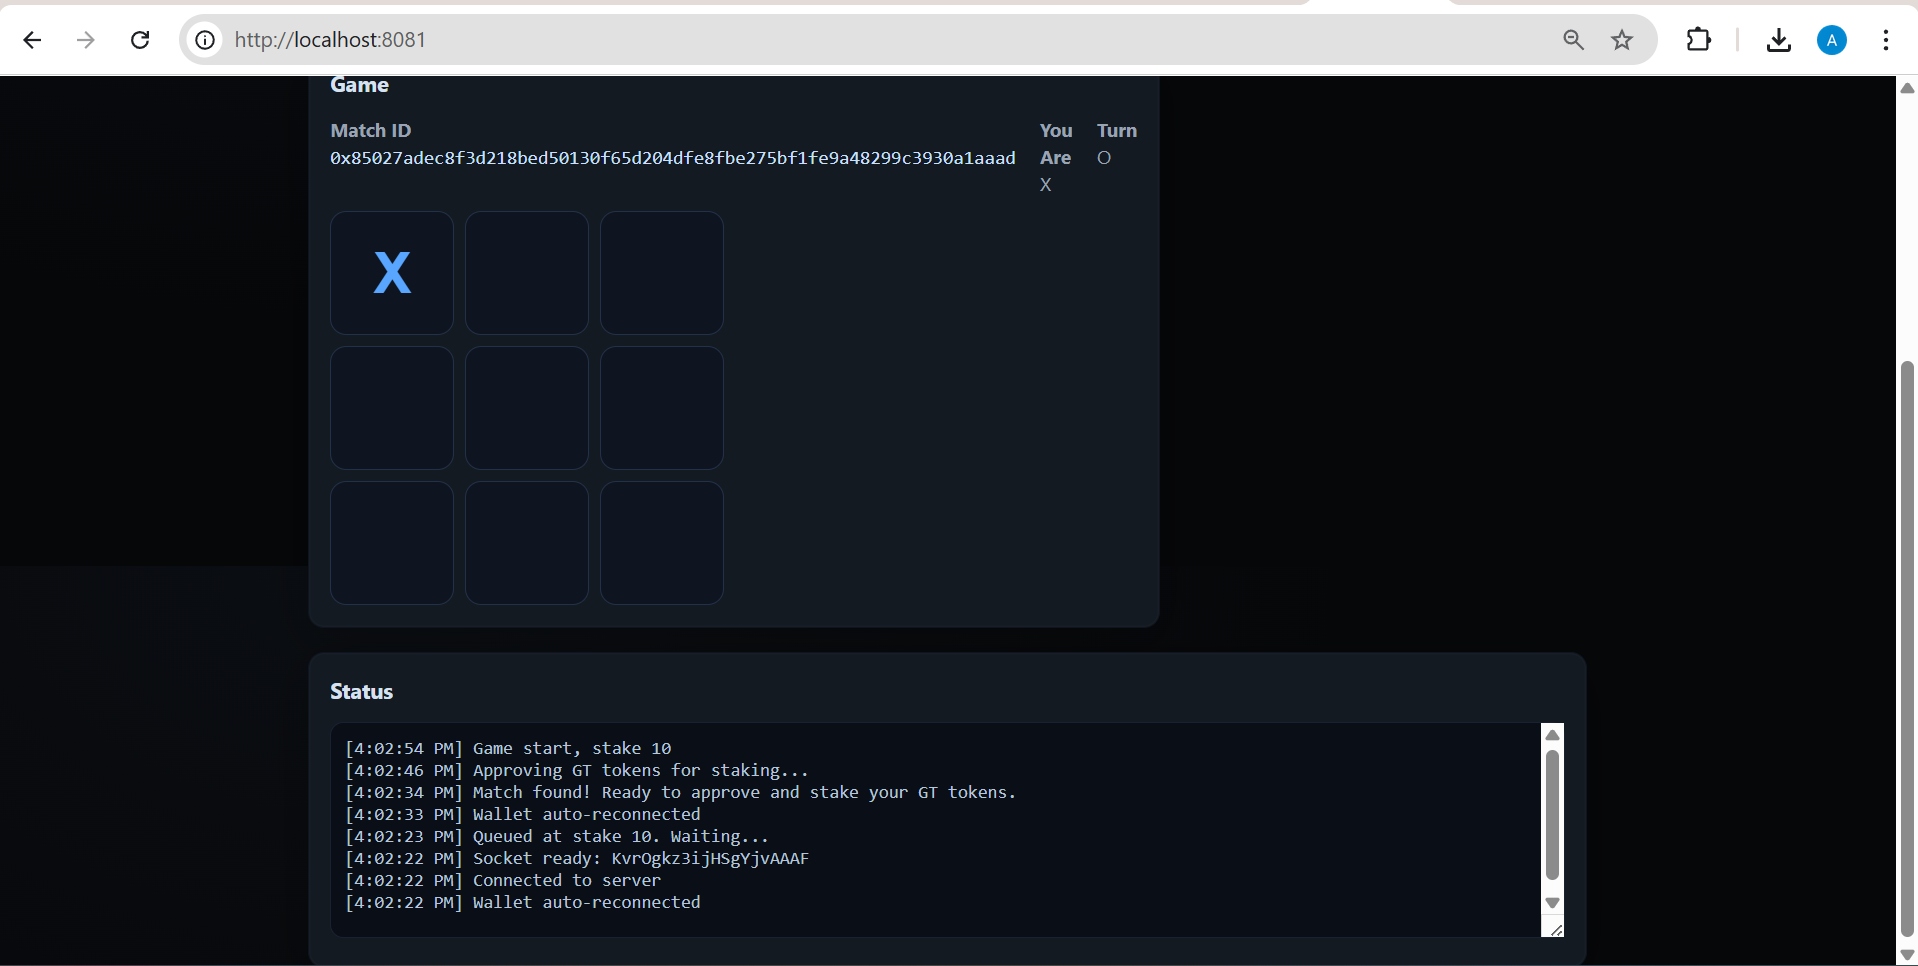 http://localhost:8081
A
Game
Match ID
0x85027adec8f3d218bed50130f65d204dfe8fbe275bf1fe9a48299c3930a1aaad
You
Are
X
Turn
O
X
Status
[4:02:54 PM] Game start, stake 10
[4:02:46 PM] Approving GT tokens for staking...
[4:02:34 PM] Match found! Ready to approve and stake your GT tokens.
[4:02:33 PM] Wallet auto-reconnected
[4:02:23 PM] Queued at stake 10. Waiting...
[4:02:22 PM] Socket ready: KvrOgkz3ijHSgYjvAAAF
[4:02:22 PM] Connected to server
[4:02:22 PM] Wallet auto-reconnected